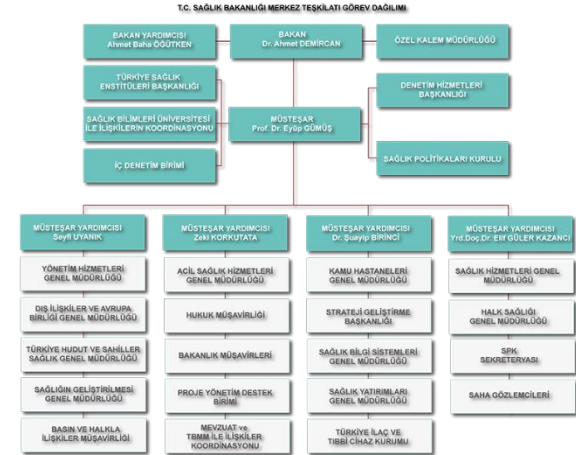 T.C. SAĞLIK BAKANLIĞI MERKEZ TEŞKİLATI GÖREV DAĞILIMI
BAKAN YARDIMCISI
Ahmet Baha ÖĞÜTKEN
BAKAN
Dr. Ahmet DEMİRCAN
ÖZEL KALEM MÜDÜRLÜĞÜ
TÜRKİYE SAĞLIK
ENSTİTÜLERİ BAŞKANLIĞI
DENETİM HİZMETLERİ
BAŞKANLIĞI
SAĞLIK BİLİMLERİ ÜNİVERSİTESİ
İLE İLİŞKİLERİN KOORDİNASYONU
MÜSTEŞAR
Prof. Dr. Eyüp GÜMÜŞ
İÇ DENETİM BİRİMİ
SAĞLIK POLİTİKALARI KURULU
MÜSTEŞAR YARDIMCISI
Seyfi UYANIK
YÖNETİM HİZMETLERİ
GENEL MÜDÜRLÜĞÜ
DIŞ İLİŞKİLER VE AVRUPA
BİRLİĞİ GENEL MÜDÜRLÜĞÜ
TÜRKİYE HUDUT VE SAHİLLER
SAĞLIK GENEL MÜDÜRLÜĞÜ
SAĞLIĞIN GELİŞTİRİLMESİ
GENEL MÜDÜRLÜĞÜ
BASIN VE HALKLA
İLİŞKİLER MÜŞAVİRLİĞİ
MÜSTEŞAR YARDIMCISI
Zeki KORKUTATA
ACİL SAĞLIK HİZMETLERİ
GENEL MÜDÜRLÜĞÜ
HUKUK MÜŞAVİRLİĞİ
BAKANLIK MÜŞAVİRLERİ
PROJE YÖNETİM DESTEK
BİRİMİ
MEVZUAT ve
TBMM İLE İLİŞKİLER
KOORDİNASYONU
MÜSTEŞAR YARDIMCISI
Dr. Şuayip BİRİNCİ
KAMU HASTANELERİ
GENEL MÜDÜRLÜĞÜ
STRATEJİ GELİŞTİRME
BAŞKANLIĞI
SAĞLIK BİLGİ SİSTEMLERİ
GENEL MÜDÜRLÜĞÜ
SAĞLIK YATIRIMLARI
GENEL MÜDÜRLÜĞÜ
TÜRKİYE İLAÇ VE
TIBBİ CİHAZ KURUMU
MÜSTEŞAR YARDIMCISI
Yrd.Doç.Dr. Elif GÜLER KAZANCI
SAĞLIK HİZMETLERİ GENEL
MÜDÜRLÜĞÜ
HALK SAĞLIĞI
GENEL MÜDÜRLÜĞÜ
SPK
SEKRETERYASI
SAHA GÖZLEMCİLERİ